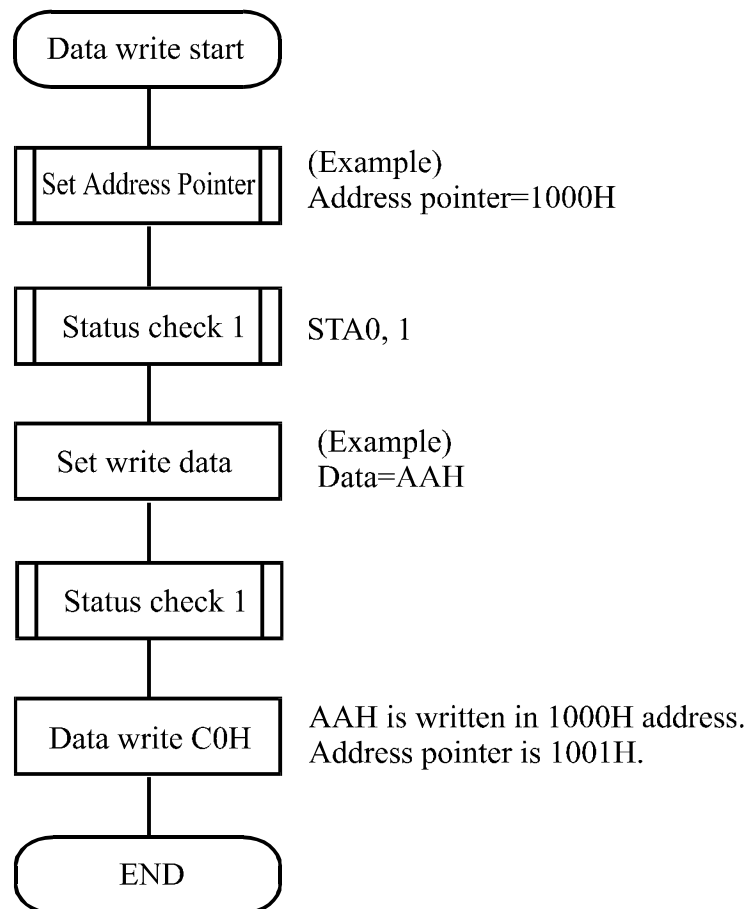 Data write start
Set Address Pointer
(Example)
Address pointer=1000H
Status check 1
STA0, 1
Set write data
(Example)
Data=AAH
Status check 1
Data write C0H
AAH is written in 1000H address.
Address pointer is 1001H.
END